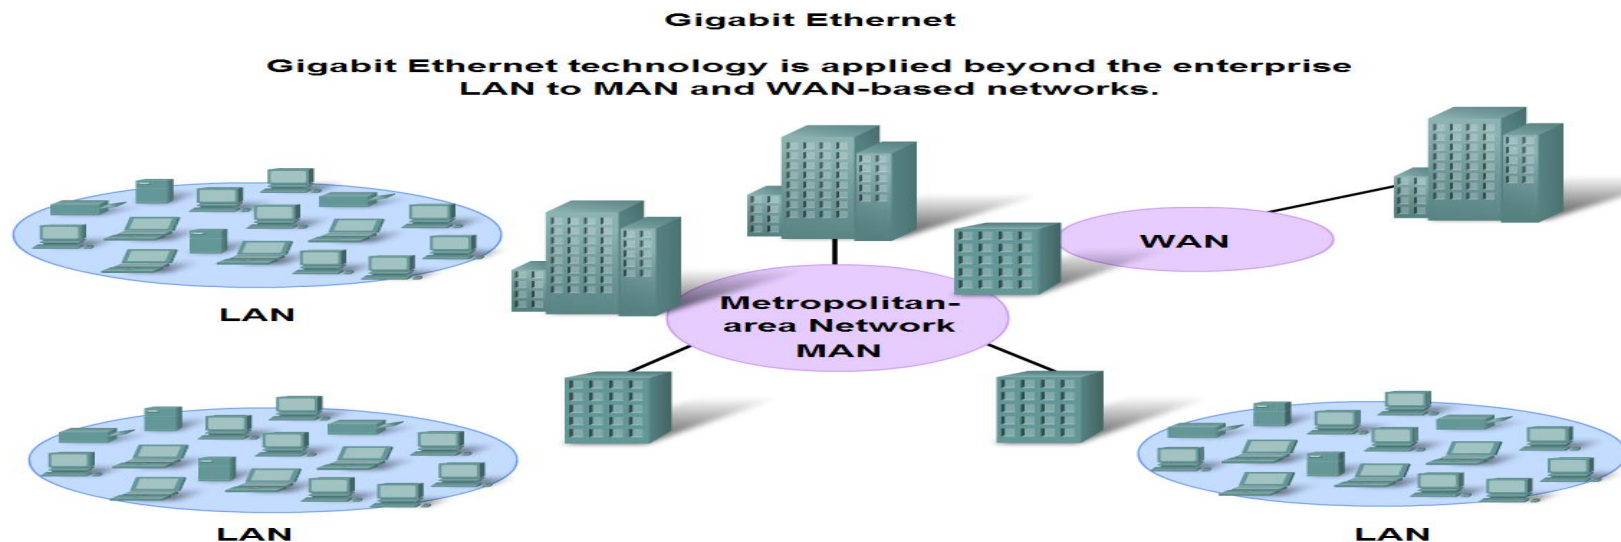 Gigabit Ethernet
Gigabit Ethernet technology is applied beyond the enterprise
LAN to MAN and WAN-based networks.
WAN
LAN
Metropolitan-
area Network
MAN
LAN
LAN